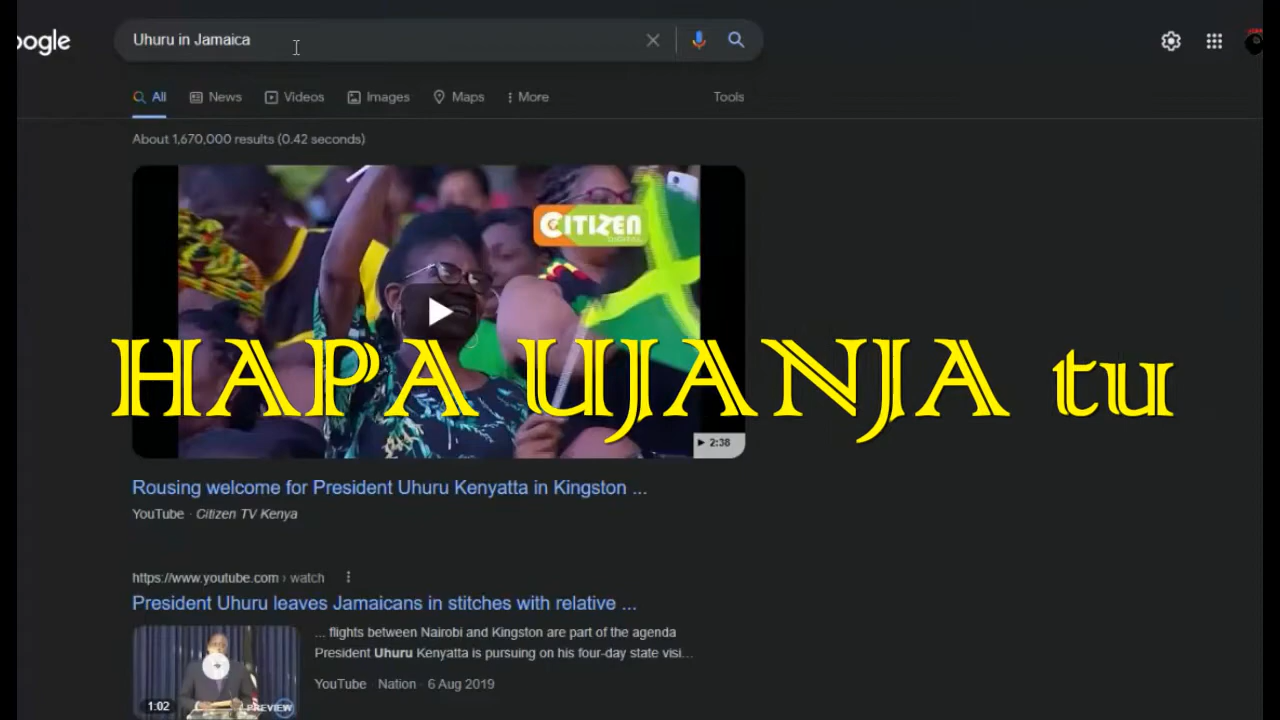 oogle
Uhuru in Jamaica
All News Videos Images Maps More Tools
About 1,670,000 results (0.42 seconds)
CITIZEN
HAPA UJANJA tu
2:38
Rousing welcome for President Uhuru Kenyatta in Kingston ...
YouTube · Citizen TV Kenya
https://www.youtube.com › watch
President Uhuru leaves Jamaicans in stitches with relative ...
... flights between Nairobi and Kingston are part of the agenda
President Uhuru Kenyatta is pursuing on his four-day state visi...
YouTube · Nation · 6 Aug 2019
1:02 PREVIEW